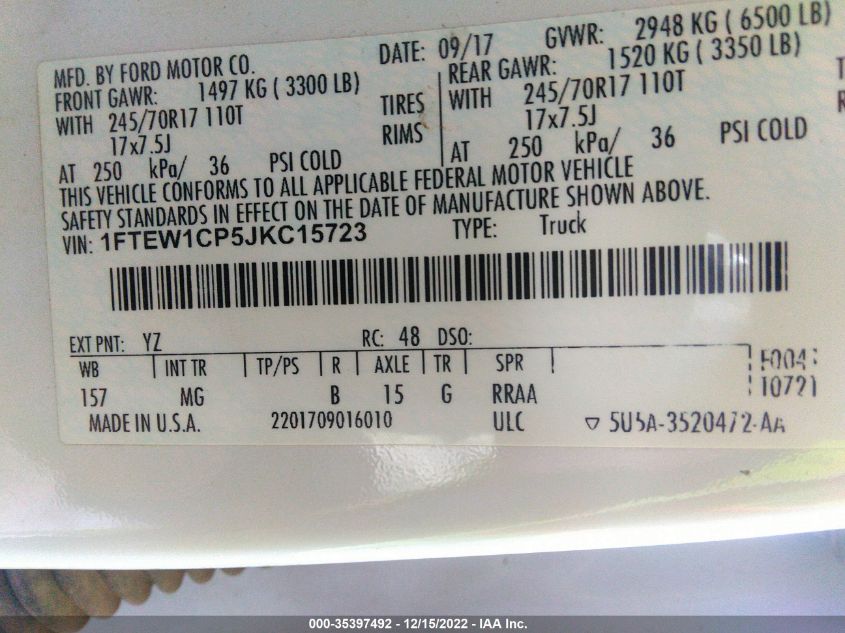 MFD. BY FORD MOTOR CO.
DATE: 09/17 GVWR: 2948 KG ( 6500 LB)
FRONT GAWR: 1497 KG ( 3300 LB)
REAR GAWR: 1520 KG ( 3350 LB)
WITH 245/70R17 110T TIRES
WITH 245/70R17 110T
17x7.5J RIMS
17x7.5J
AT 250 kPa/ 36 PSI COLD
AT 250 kPa/ 36 PSI COLD
THIS VEHICLE CONFORMS TO ALL APPLICABLE FEDERAL MOTOR VEHICLE
SAFETY STANDARDS IN EFFECT ON THE DATE OF MANUFACTURE SHOWN ABOVE.
VIN: 1FTEW1CP5JKC15723 TYPE: Truck
EXT PNT: YZ RC: 48 DSO:
WB INT TR TP/PS R AXLE TR SPR
157 MG B 15 G RRAA
10721
MADE IN U.S.A. 2201709016010 ULC
000-35397492 - 12/15/2022 - IAA Inc.